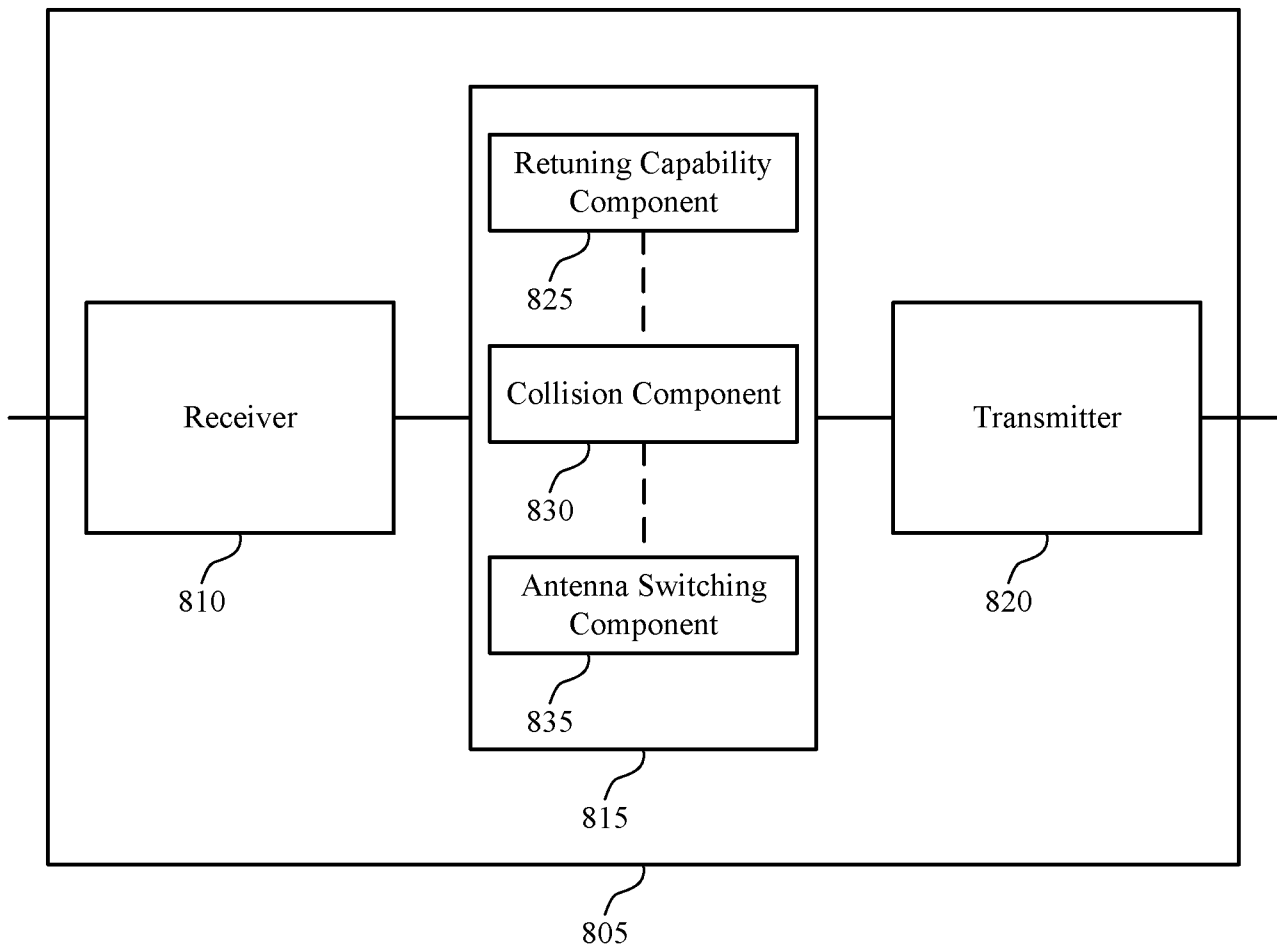 Retuning Capability
Component
825
Receiver
810
Collision Component
830
Antenna Switching
Component
835
815
Transmitter
820
805